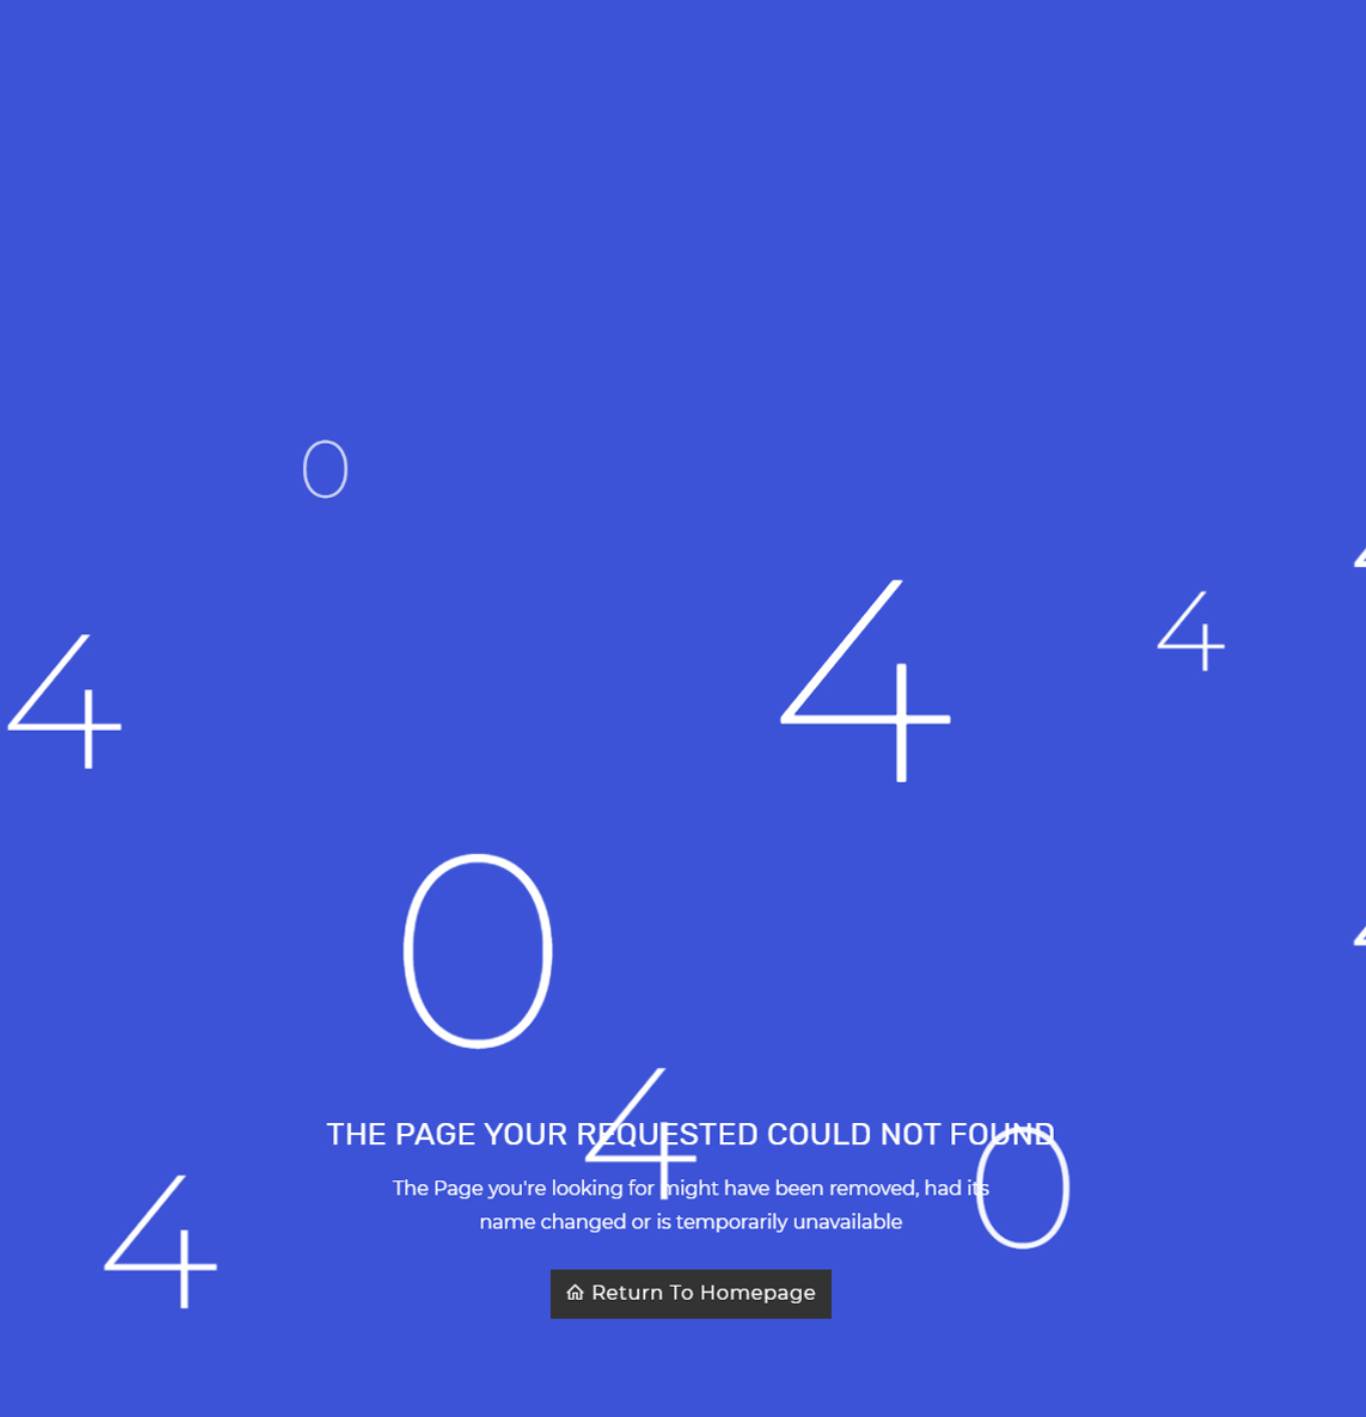 0
4
4
4
0
4
THE PAGE YOUR REQUESTED COULD NOT FOUND
The Page you're looking for might have been removed, had its
name changed or is temporarily unavailable
4
0
Return To Homepage